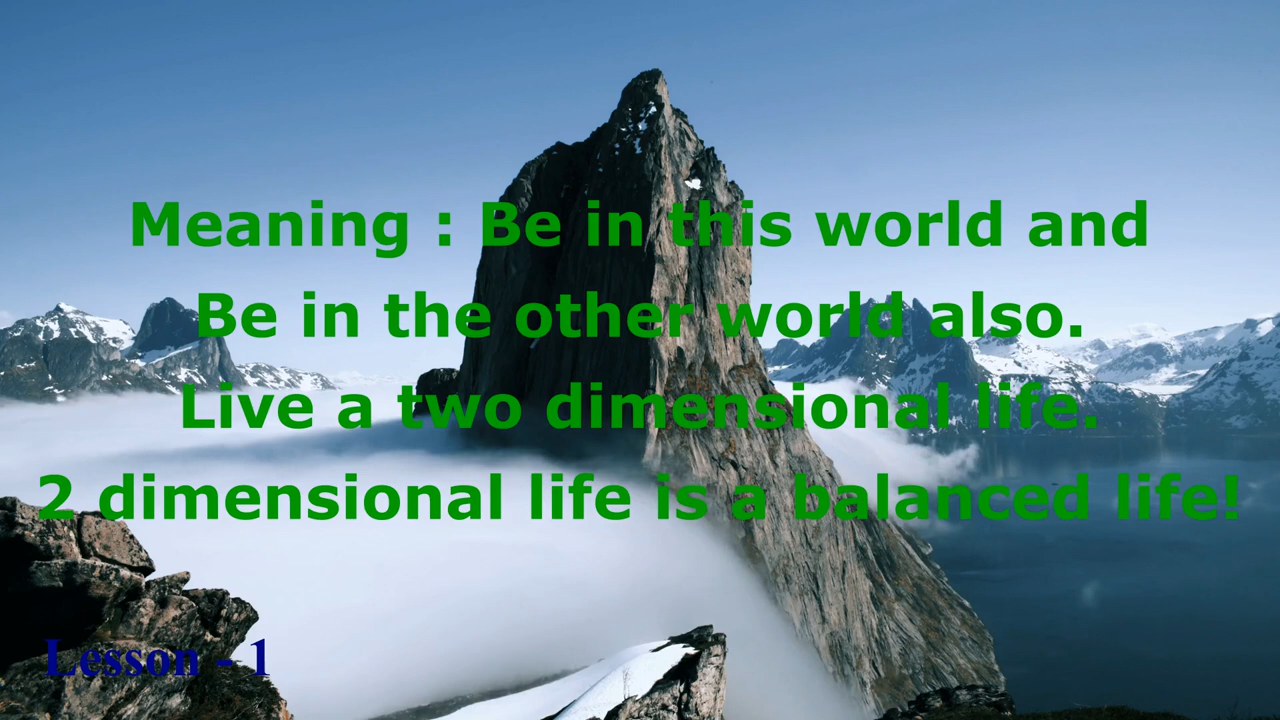 Meaning : Be in this world and
Be in the other world also.
Live a two dimensional life.
2 dimensional life is a balanced life!
Lesson - 1